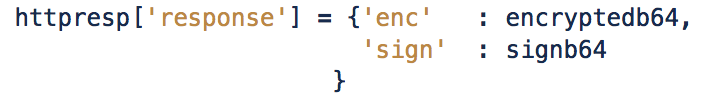 httpresp['response'] = {'enc'   : encryptedb64,
                        'sign'  : signb64
                       }